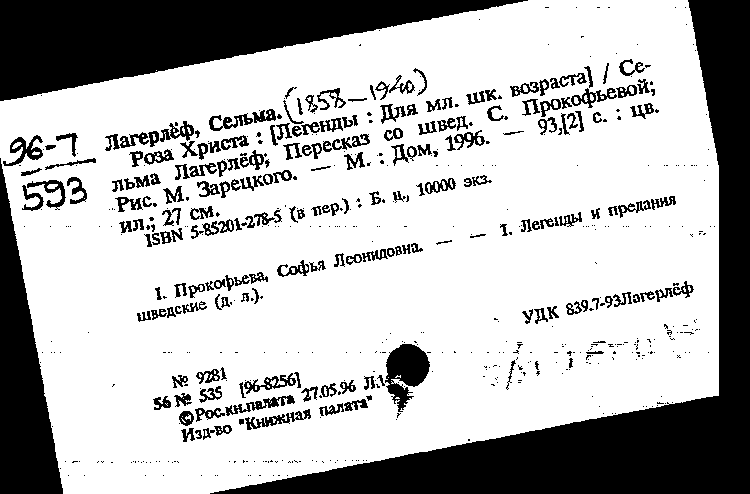 96-7
593
Лагерлёф, Сельма. (1858–1940)
Роза Христа : [Легенды : Для мл. шк. возраста] / Се-
льма Лагерлёф; Пересказ со швед. С. Прокофьевой;
Рис. М. Зарецкого. — М. : Дом, 1996. — 93,[2] с. : цв.
ил.; 27 см.
ISBN 5-85201-278-5 (в пер.) : Б. ц., 10000 экз.
I. Прокофьева, Софья Леонидовна. — — 1. Легенды и предания
шведские (д. л.).
УДК 839.7-93Лагерлёф
№ 9281
56 № 535 [96-8256]
©Рос.кн.палата 27.05.96
Изд-во "Книжная палата"